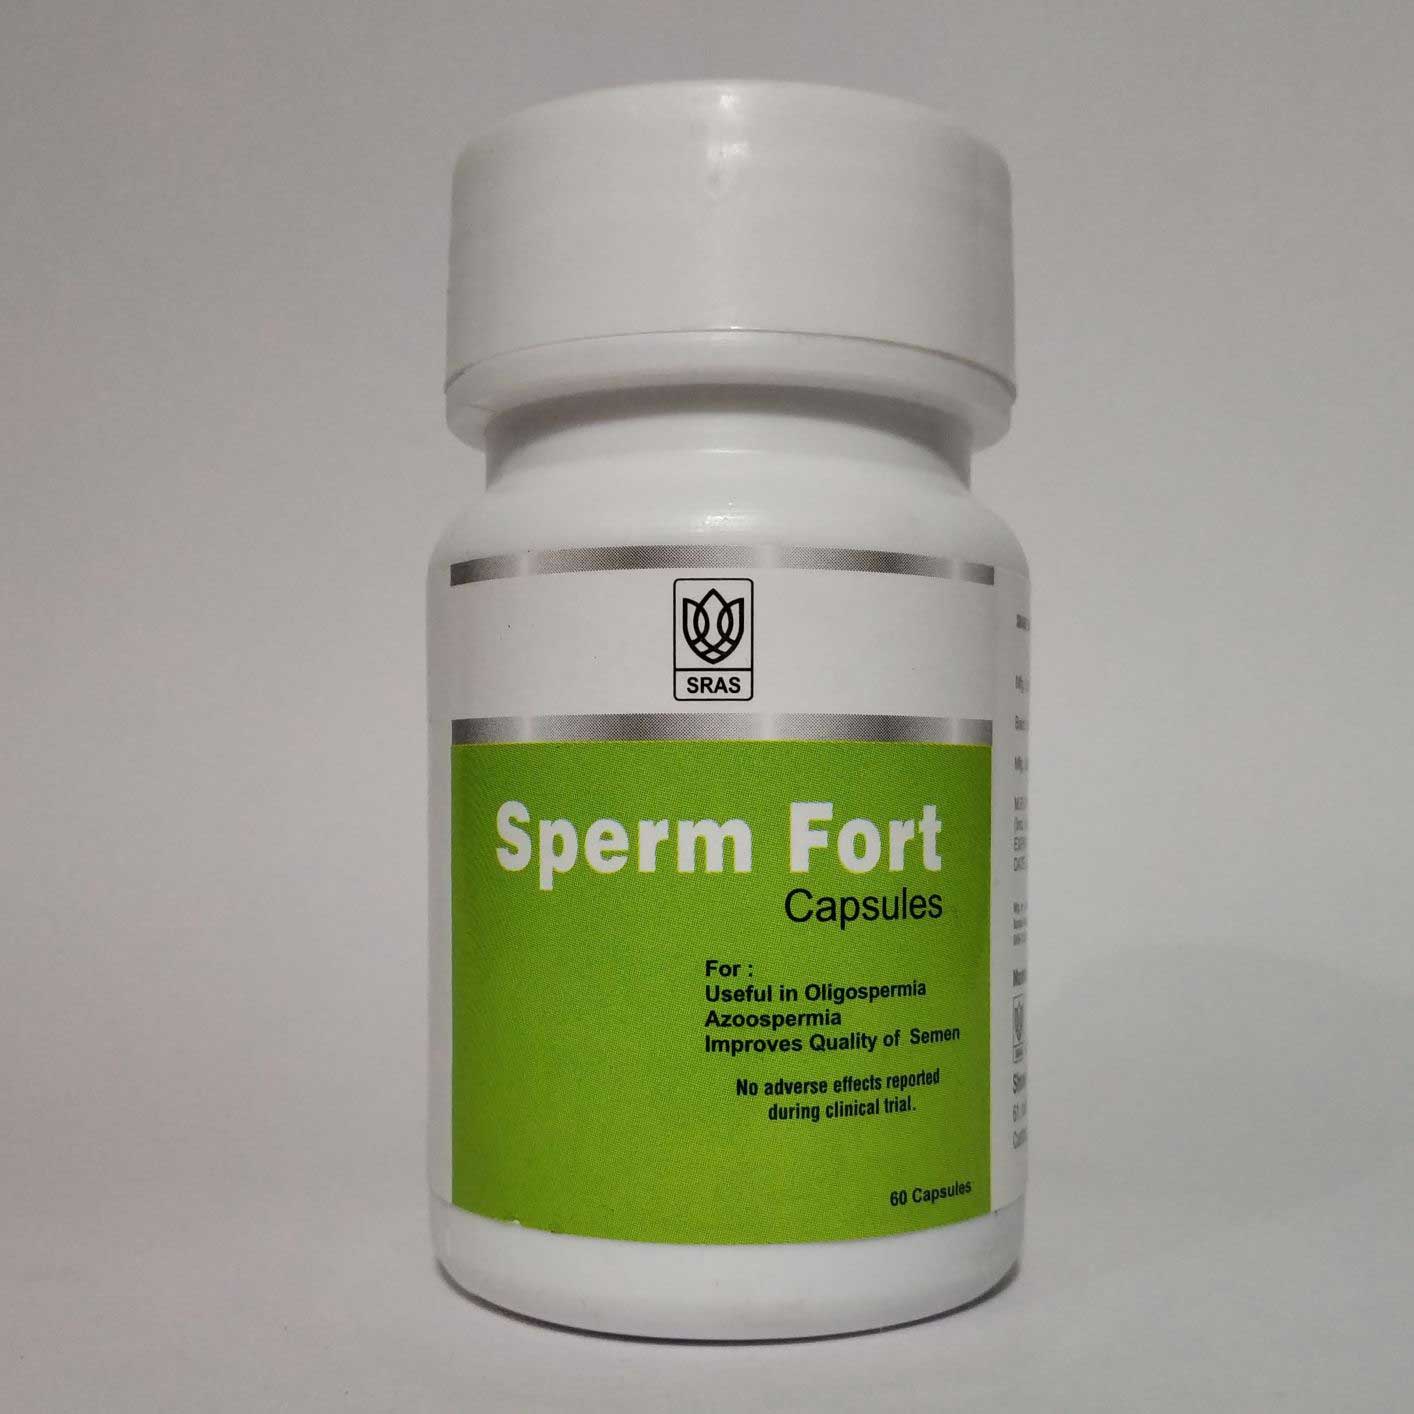 SRAS
Sperm Fort
Capsules
For :
Useful in Oligospermia
Azoospermia
Improves Quality of Semen
No adverse effects reported
during clinical trial.
60 Capsules